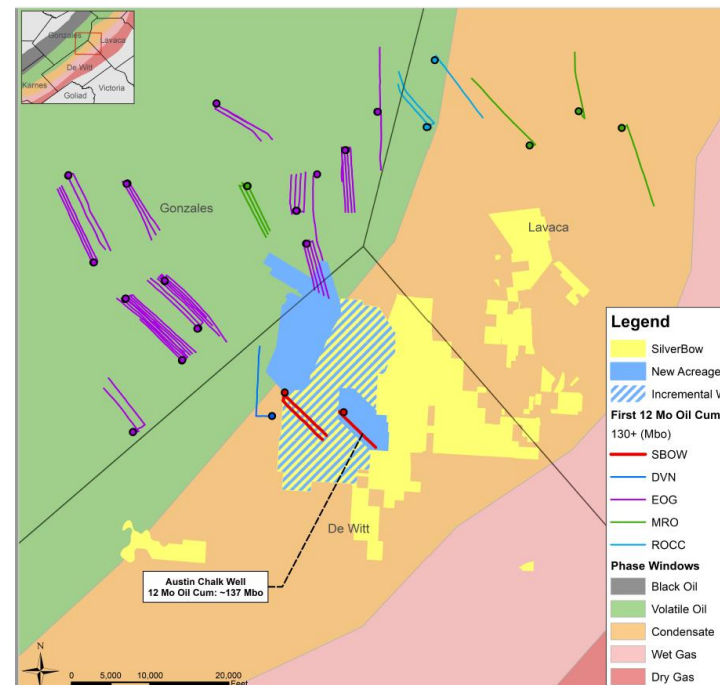 Gonzales
Lavaca
De Witt
Karnes
Goliad
Victoria
Gonzales
Lavaca
De Witt
Legend
SilverBow
New Acreage
Incremental W
First 12 Mo Oil Cum
130+ (Mbo)
SBOW
DVN
EOG
MRO
ROCC
Phase Windows
Black Oil
Volatile Oil
Condensate
Wet Gas
Dry Gas
Austin Chalk Well
12 Mo Oil Cum: ~137 Mbo
N
0 5,000 10,000 20,000
Feet